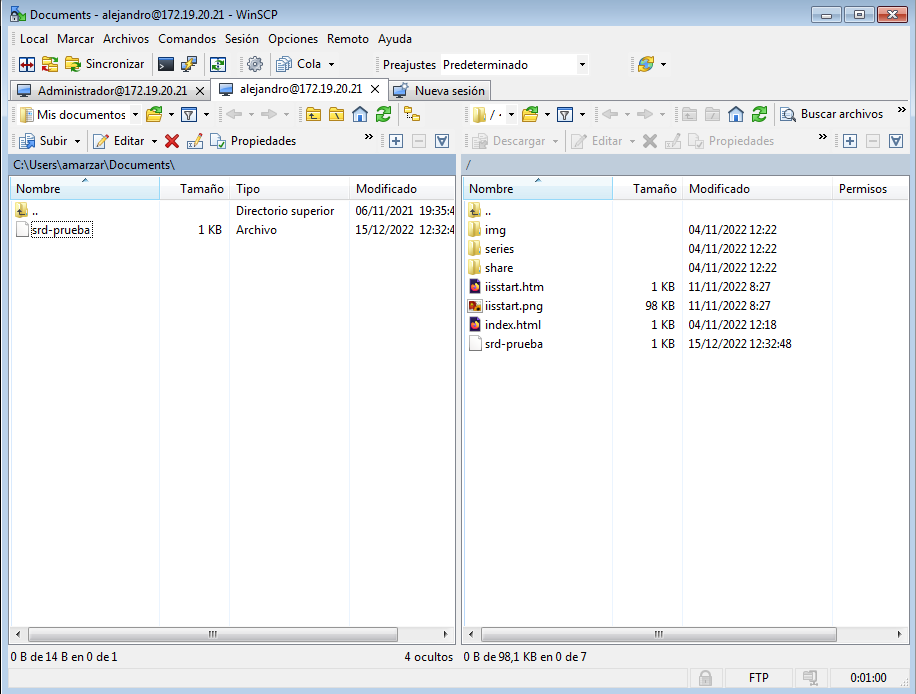 Documents - alejandro@172.19.20.21 - WinSCP
Local Marcar Archivos Comandos Sesión Opciones Remoto Ayuda
Sincronizar Cola Preajustes Predeterminado
Administrador@172.19.20.21 alejandro@172.19.20.21 Nueva sesión
Mis documentos / · Buscar archivos »
Subir Editar Propiedades » Descargar Editar Propiedades »
C:\Users\amarzar\Documents\ /
Nombre Tamaño Tipo Modificado Nombre Tamaño Modificado Permisos
.. Directorio superior 06/11/2021 19:35:4 ..
srd-prueba 1 KB Archivo 15/12/2022 12:32:4 img 04/11/2022 12:22
series 04/11/2022 12:22
share 04/11/2022 12:22
iisstart.htm 1 KB 11/11/2022 8:27
iisstart.png 98 KB 11/11/2022 8:27
index.html 1 KB 04/11/2022 12:18
srd-prueba 1 KB 15/12/2022 12:32:48
0 B de 14 B en 0 de 1 4 ocultos 0 B de 98,1 KB en 0 de 7
FTP 0:01:00